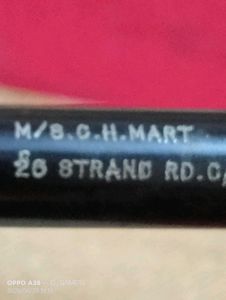 M/S.C.H.MART
26 STRAND RD.C
OPPO A38